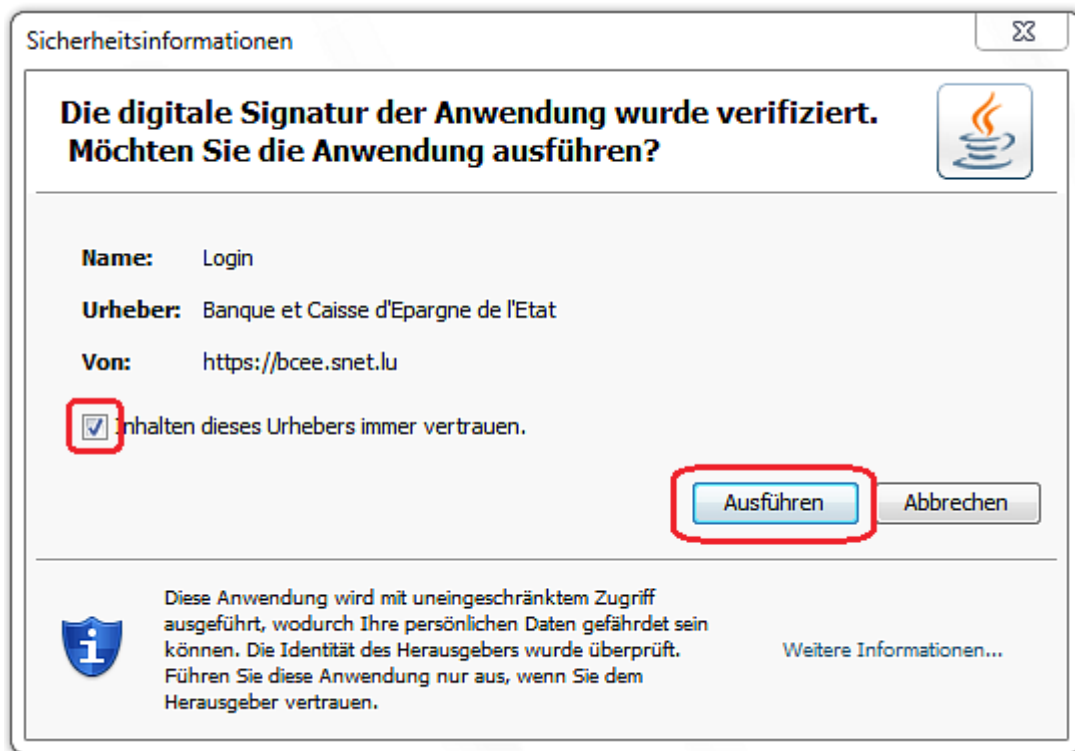 Sicherheitsinformationen
Die digitale Signatur der Anwendung wurde verifiziert.
Möchten Sie die Anwendung ausführen?
Name: Login
Urheber: Banque et Caisse d'Epargne de l'Etat
Von: https://bcee.snet.lu
Inhalten dieses Urhebers immer vertrauen.
Ausführen Abbrechen
Diese Anwendung wird mit uneingeschränktem Zugriff
ausgeführt, wodurch Ihre persönlichen Daten gefährdet sein
können. Die Identität des Herausgebers wurde überprüft.
Führen Sie diese Anwendung nur aus, wenn Sie dem
Herausgeber vertrauen.
Weitere Informationen...